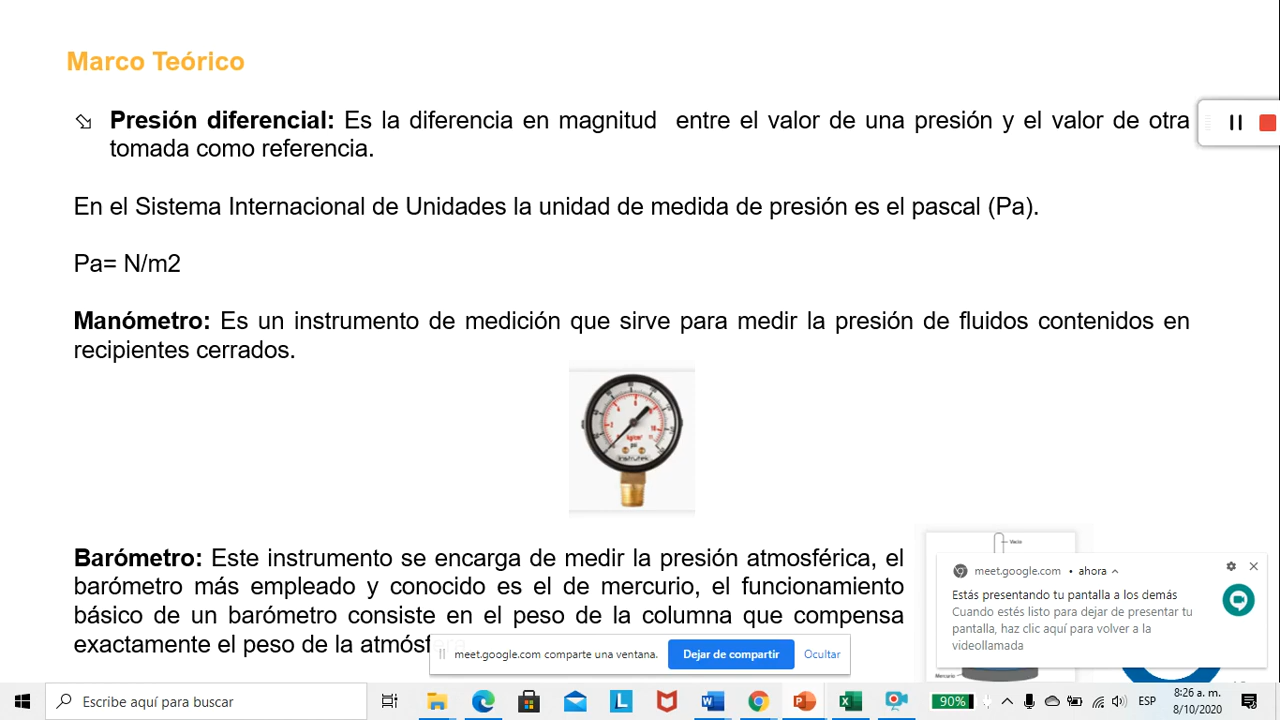 Marco Teórico
Presión diferencial: Es la diferencia en magnitud entre el valor de una presión y el valor de otra
tomada como referencia.
En el Sistema Internacional de Unidades la unidad de medida de presión es el pascal (Pa).
Pa= N/m2
Manómetro: Es un instrumento de medición que sirve para medir la presión de fluidos contenidos en
recipientes cerrados.
kg/cm²
psi
Barómetro: Este instrumento se encarga de medir la presión atmosférica, el
barómetro más empleado y conocido es el de mercurio, el funcionamiento
básico de un barómetro consiste en el peso de la columna que compensa
exactamente el peso de la
Vacío
Mercurio
meet.google.com • ahora
Estás presentando tu pantalla a los demás
Cuando estés listo para dejar de presentar tu
pantalla, haz clic aquí para volver a la
videollamada
meet.google.com comparte una ventana.
Dejar de compartir
Ocultar
Escribe aquí para buscar
90%
ESP
8:26 a. m.
8/10/2020